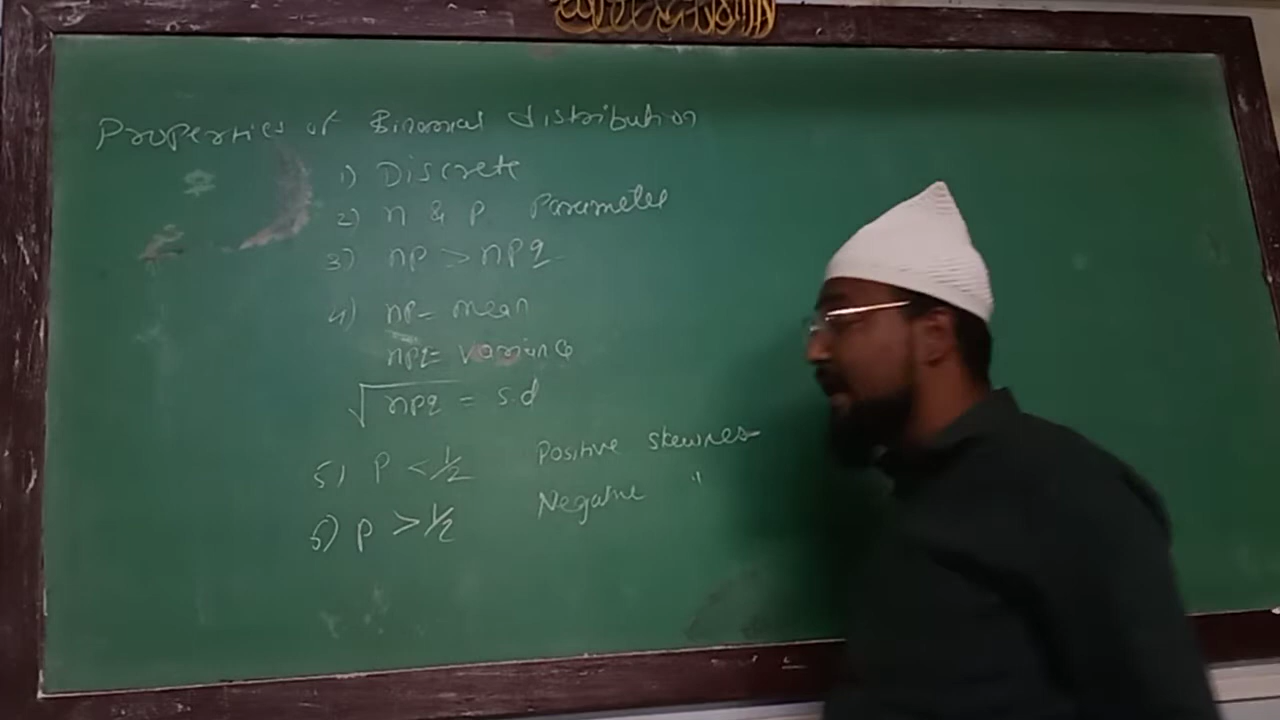 Properties of Binomial distribution
1) Discrete
2) n & p Parameter
3) np > npq
4) np = mean
npq = variance
√npq = s.d
5) P < 1/2 Positive skewness
6) P > 1/2 Negative "